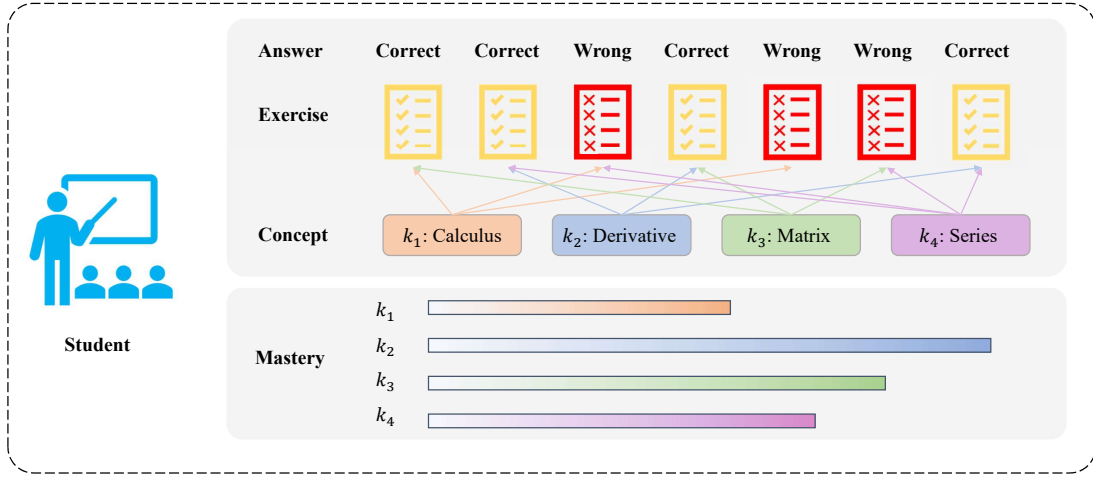 Answer Correct Correct Wrong Correct Wrong Wrong Correct
Exercise
Concept k₁: Calculus k₂: Derivative k₃: Matrix k₄: Series
Student
Mastery
k₁
k₂
k₃
k₄